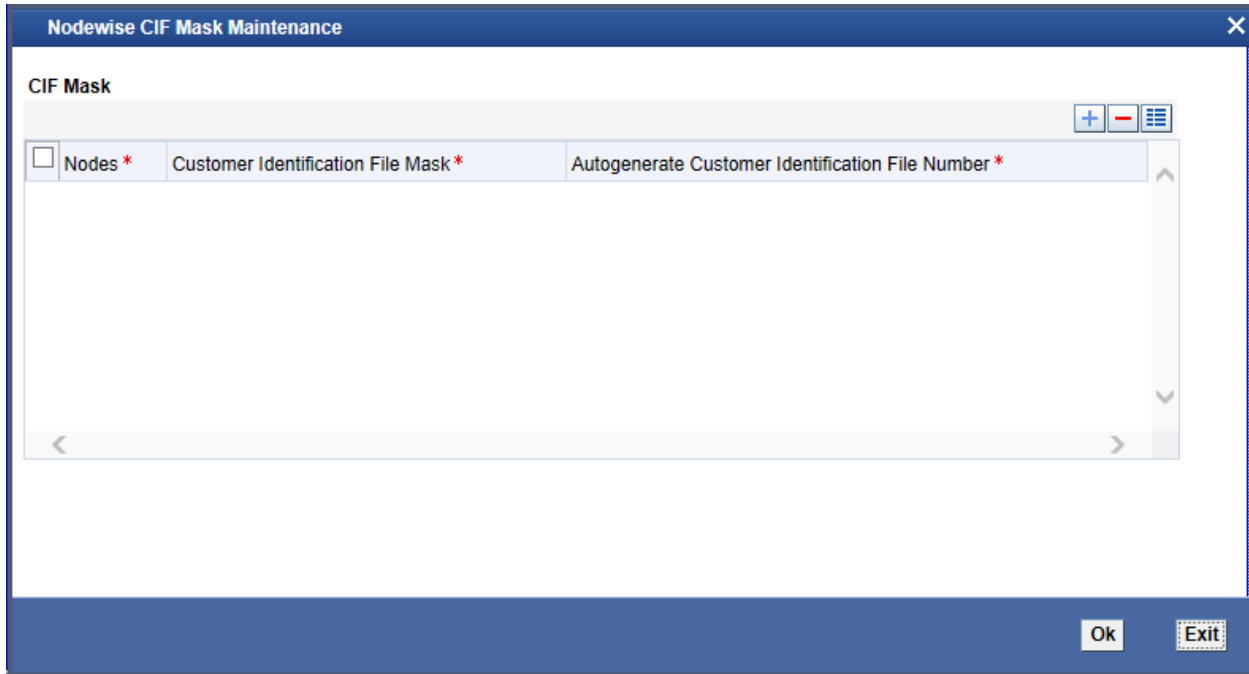 Nodewise CIF Mask Maintenance
CIF Mask
Nodes * Customer Identification File Mask * Autogenerate Customer Identification File Number *
Ok Exit